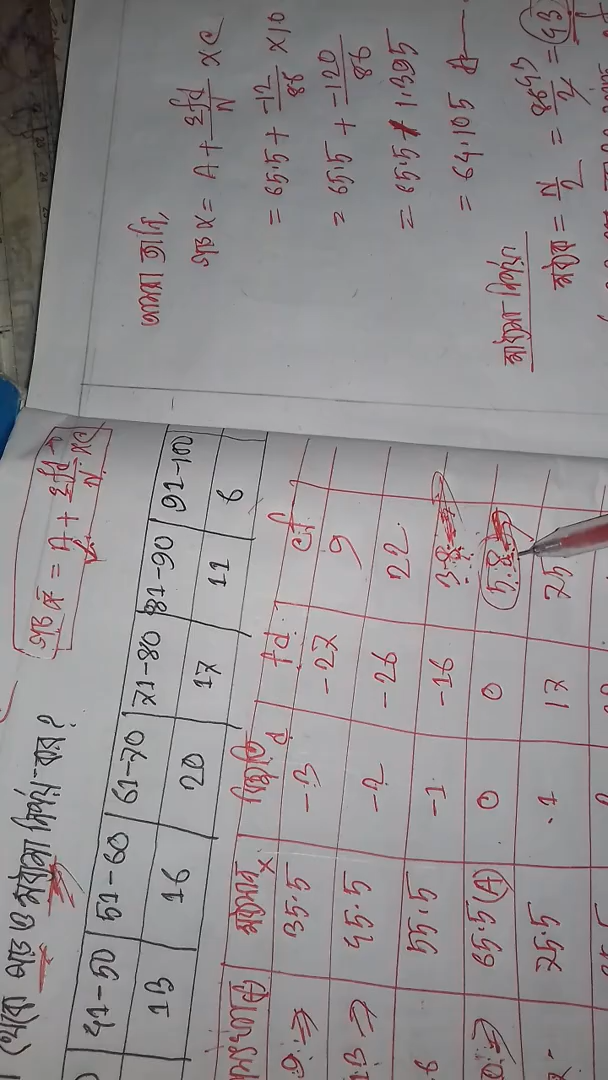 থেকে গড় ও মধ্যমা নির্ণয় কর?
গড় x̄ = A + Σfd/N × c
41-50 | 51-60 | 61-70 | 71-80 | 81-90 | 91-100
13 | 16 | 20 | 17 | 11 | 6
মধ্যমান x | বিচ্যুতি d | fd | cf
35.5 | -3 | -27 | 9
45.5 | -2 | -26 | 22
55.5 | -1 | -16 | 38
65.5 (A) | 0 | 0 | 58
75.5 | 1 | 17 | 75
আমরা জানি,
গড় x = A + Σfd/N × c
= 65.5 + -12/86 × 10
= 65.5 + -120/86
= 65.5 - 1.395
= 64.105
মধ্যমা নির্ণয়
= N/2 = 86/2 = 43